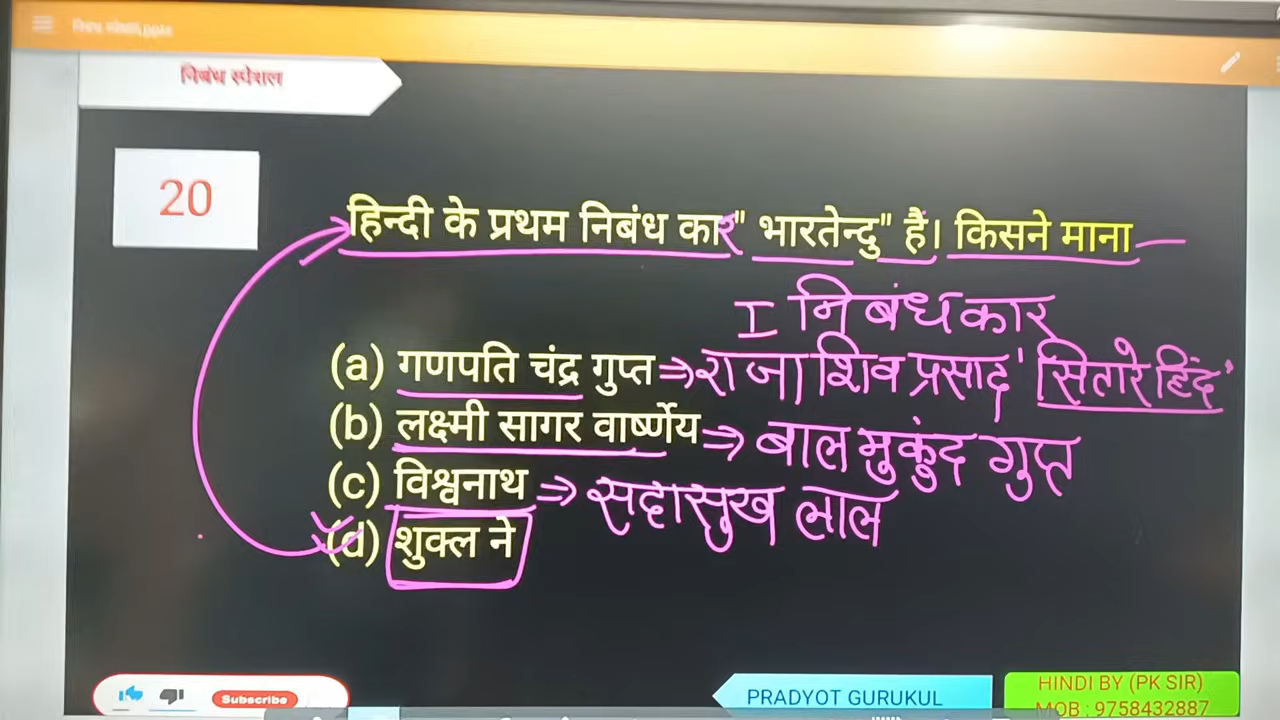 निबंध स्पेशल
20
हिन्दी के प्रथम निबंध कार" भारतेन्दु" हैं। किसने माना
I निबंधकार
(a) गणपति चंद्र गुप्त ⇒ राजा शिव प्रसाद 'सितारे हिंद'
(b) लक्ष्मी सागर वार्ष्णेय ⇒ बाल मुकुंद गुप्त
(c) विश्वनाथ ⇒ सदासुख लाल
(d) शुक्ल ने
Subscribe
PRADYOT GURUKUL
HINDI BY (PK SIR)
MOB : 9758432887